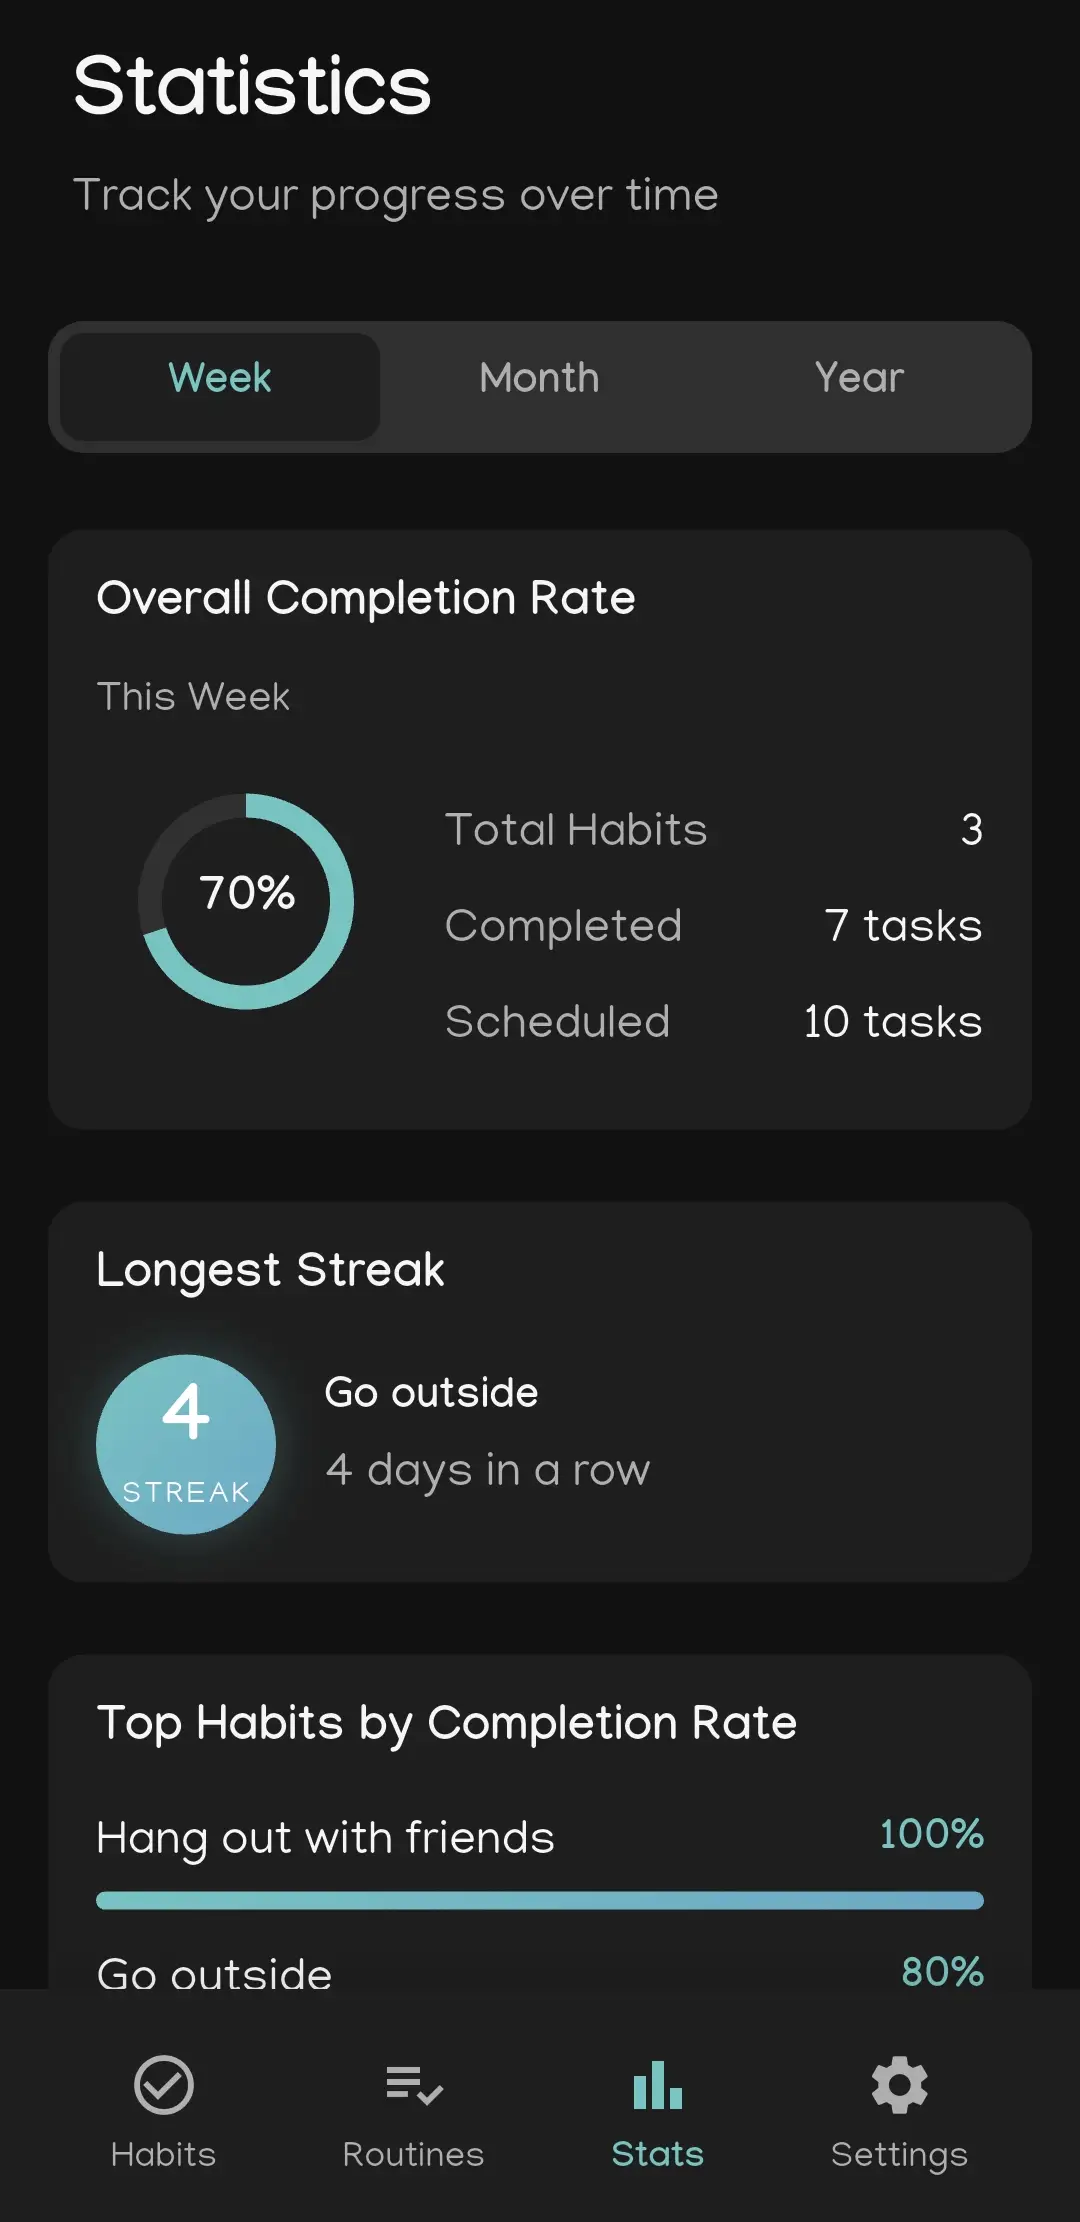 Statistics
Track your progress over time
Week Month Year
Overall Completion Rate
This Week
70%
Total Habits 3
Completed 7 tasks
Scheduled 10 tasks
Longest Streak
4
STREAK
Go outside
4 days in a row
Top Habits by Completion Rate
Hang out with friends 100%
Go outside 80%
Habits Routines Stats Settings